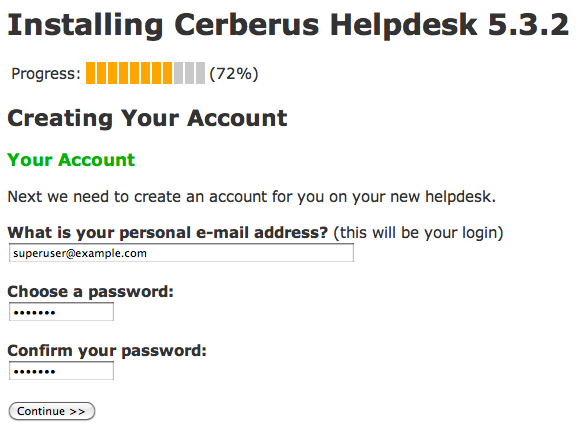 Installing Cerberus Helpdesk 5.3.2
Progress: (72%)
Creating Your Account
Your Account
Next we need to create an account for you on your new helpdesk.
What is your personal e-mail address? (this will be your login)
superuser@example.com
Choose a password:
•••••••
Confirm your password:
•••••••
Continue >>